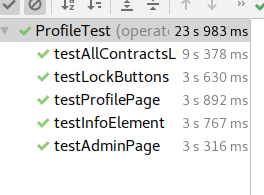 ProfileTest (operato 23 s 983 ms
testAllContractsL 9 s 378 ms
testLockButtons 3 s 630 ms
testProfilePage 3 s 892 ms
testInfoElement 3 s 767 ms
testAdminPage 3 s 316 ms